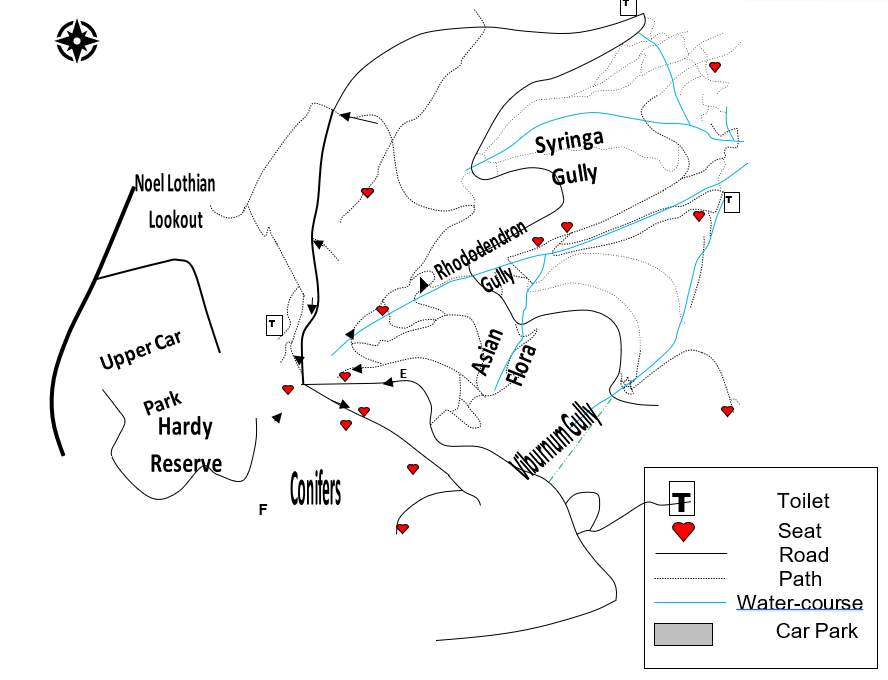 T
Syringa
Gully
Noel Lothian
Lookout
T
Rhododendron
Gully
T
Upper Car
Park
Asian
Flora
E
Hardy
Reserve
Viburnum Gully
Conifers
F
T Toilet
Seat
Road
Path
Water-course
Car Park